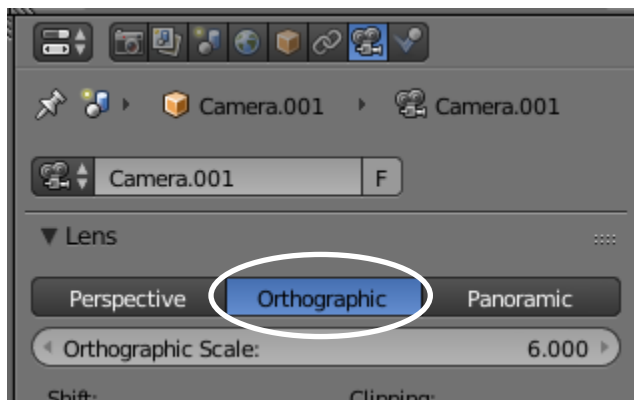 Camera.001 Camera.001
Camera.001 F
Lens
Perspective Orthographic Panoramic
Orthographic Scale: 6.000
Shift: Clipping: